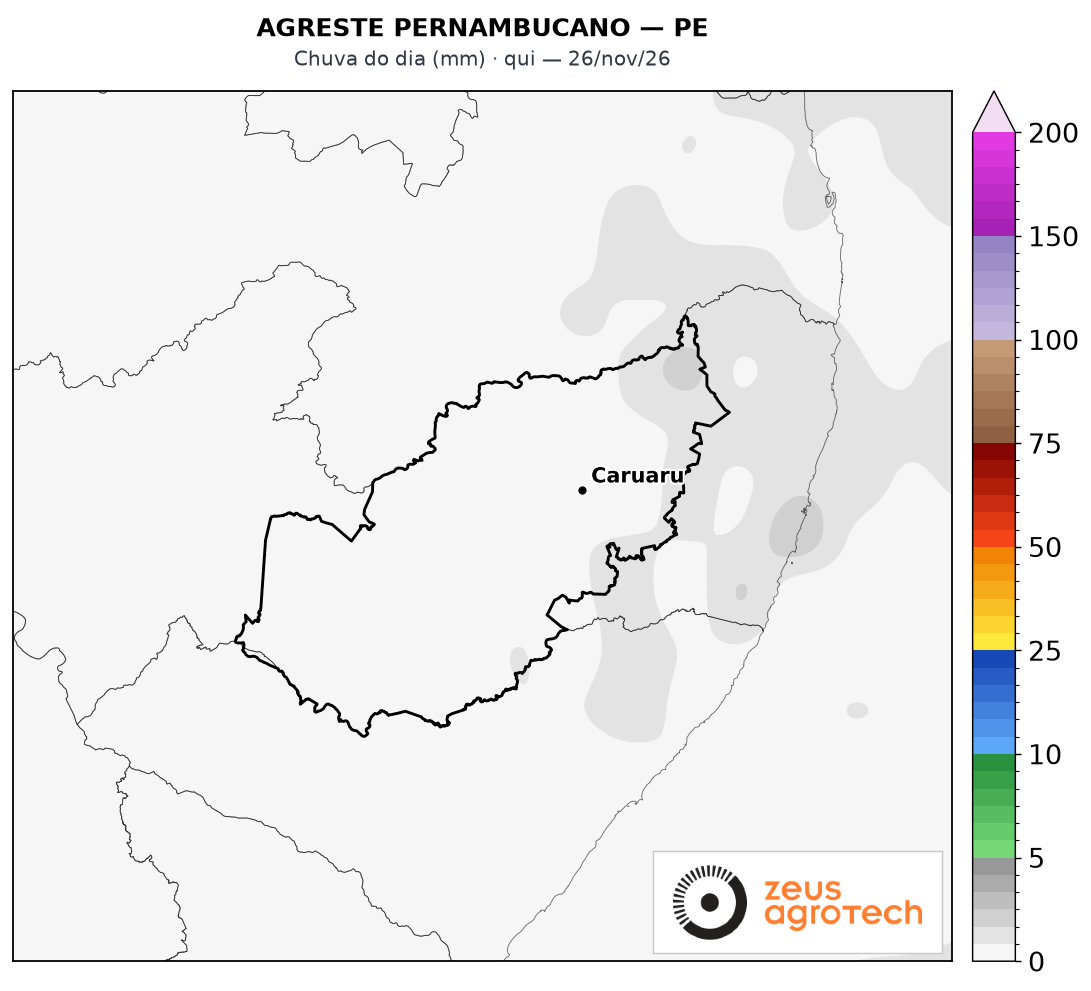 AGRESTE PERNAMBUCANO — PE
Chuva do dia (mm) · qui — 26/nov/26
200
150
100
75
50
25
10
5
0
Caruaru
zeus
agrotech